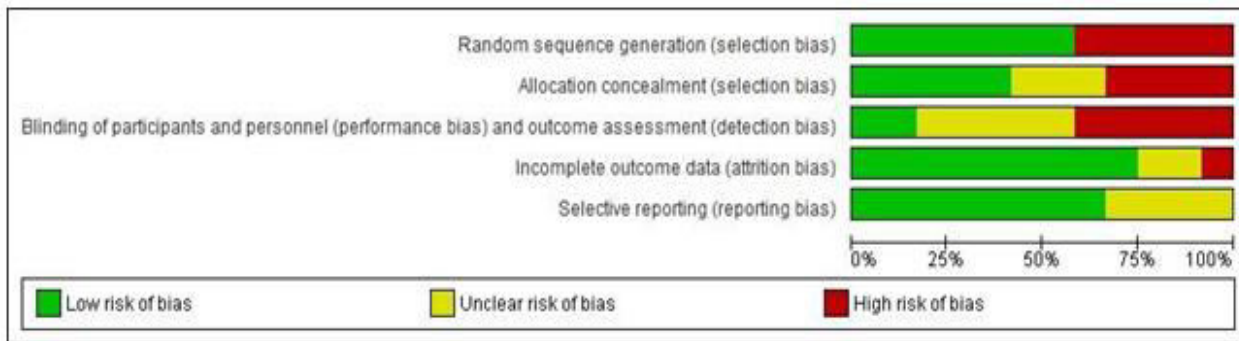 Random sequence generation (selection bias)
Allocation concealment (selection bias)
Blinding of participants and personnel (performance bias) and outcome assessment (detection bias)
Incomplete outcome data (attrition bias)
Selective reporting (reporting bias)
0% 25% 50% 75% 100%
Low risk of bias Unclear risk of bias High risk of bias